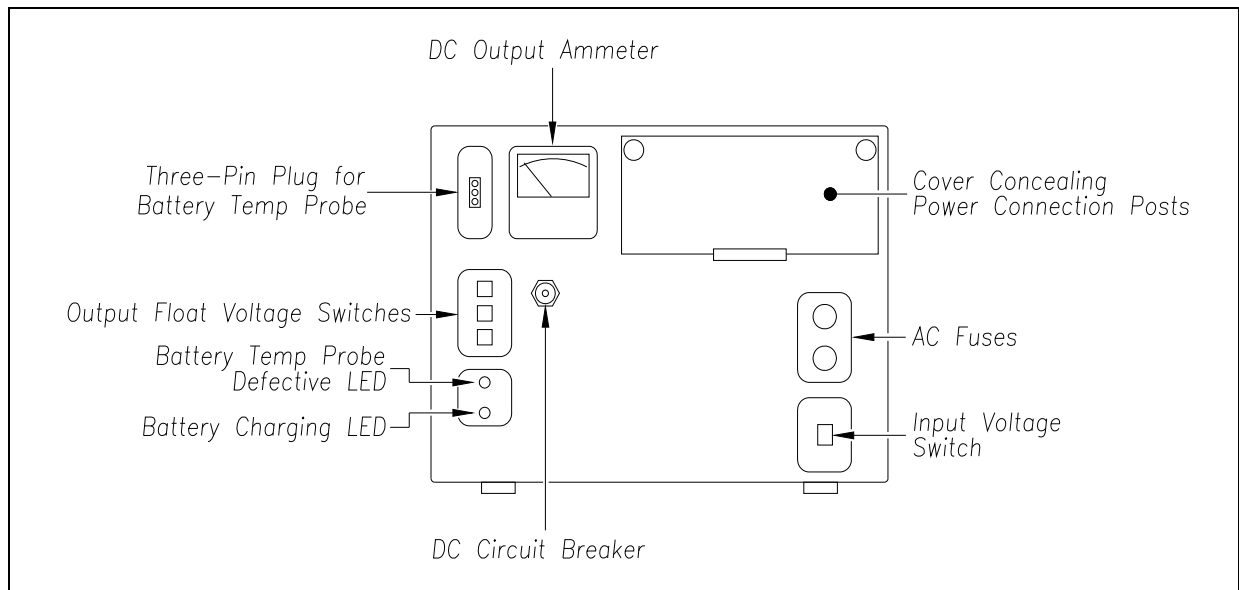 DC Output Ammeter
Three-Pin Plug for
Battery Temp Probe
Cover Concealing
Power Connection Posts
Output Float Voltage Switches
AC Fuses
Battery Temp Probe
Defective LED
Battery Charging LED
Input Voltage
Switch
DC Circuit Breaker